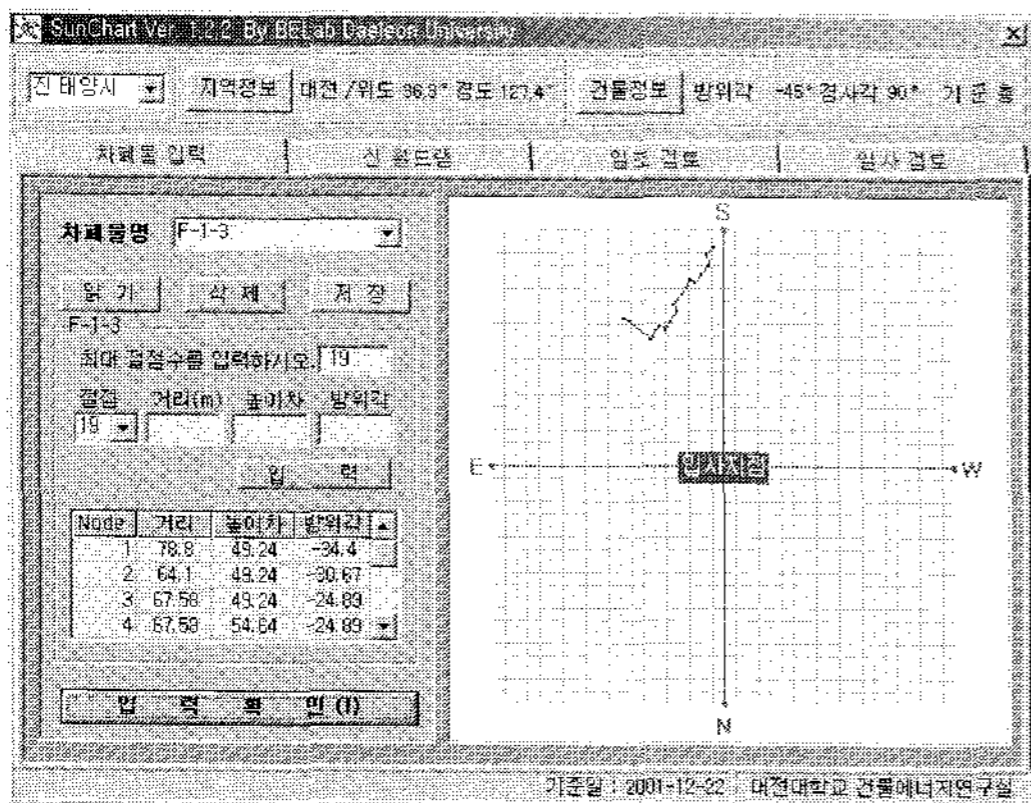 SunChart Ver 1.2.2 By BELab Daejeon University
진태양시 지역정보 대전 /위도 36.3° 경도 127.4° 건물정보 방위각 -45° 경사각 90° 기준층
차폐물 입력 신 월드램 일조 검토 일사 검토
차폐물명 F-1-3
읽 기 삭 제 저 장
F-1-3
최대 절점수를 입력하시오. 19
절점 거리(m) 높이차 방위각
19
입 력
Node 거리 높이차 방위각
1 78.8 49.24 -34.4
2 64.1 49.24 -30.67
3 67.58 49.24 -24.89
4 67.58 54.64 -24.89
입 력 확 인 (I)
S
E
W
N
기준일 : 2001-12-22 대전대학교 건물에너지연구실